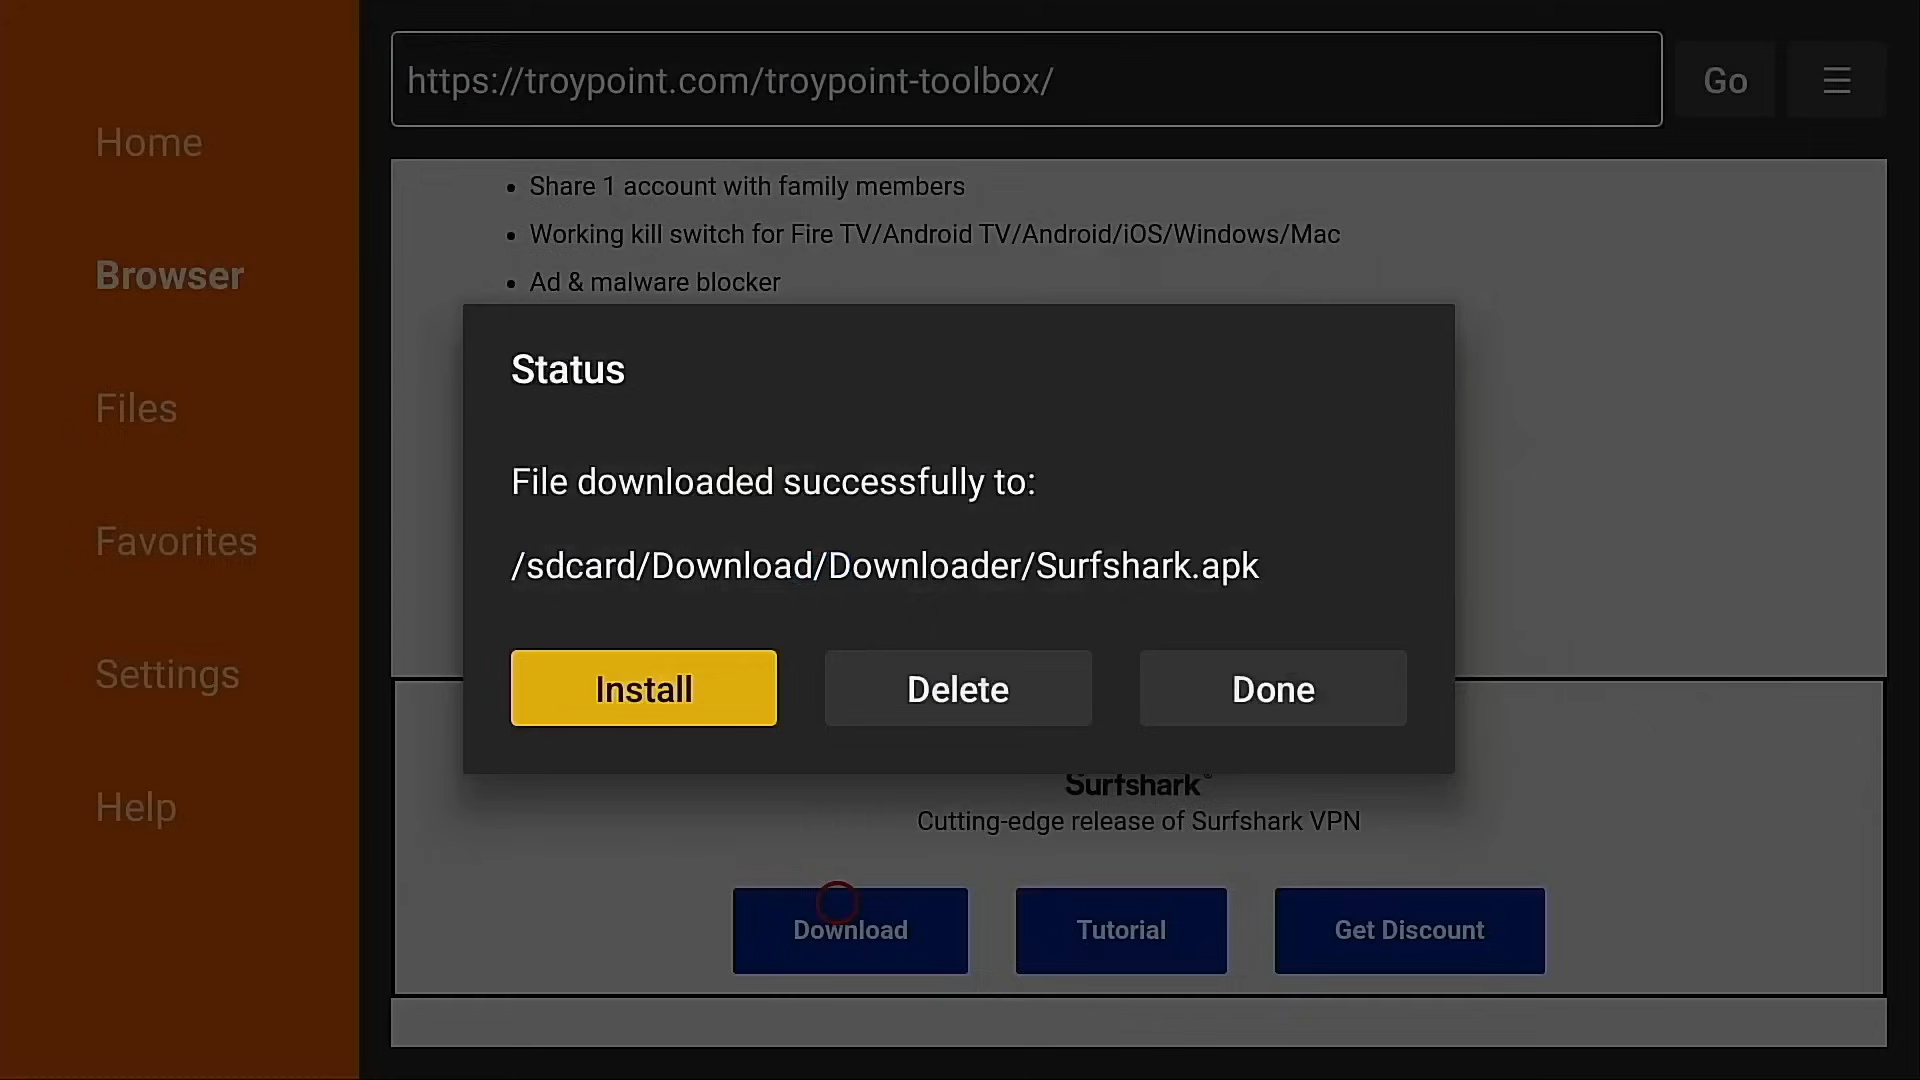 https://troypoint.com/troypoint-toolbox/
Go
Home
Browser
Files
Favorites
Settings
Help
• Share 1 account with family members
• Working kill switch for Fire TV/Android TV/Android/iOS/Windows/Mac
• Ad & malware blocker
Status
File downloaded successfully to:
/sdcard/Download/Downloader/Surfshark.apk
Install Delete Done
Surfshark®
Cutting-edge release of Surfshark VPN
Download Tutorial Get Discount